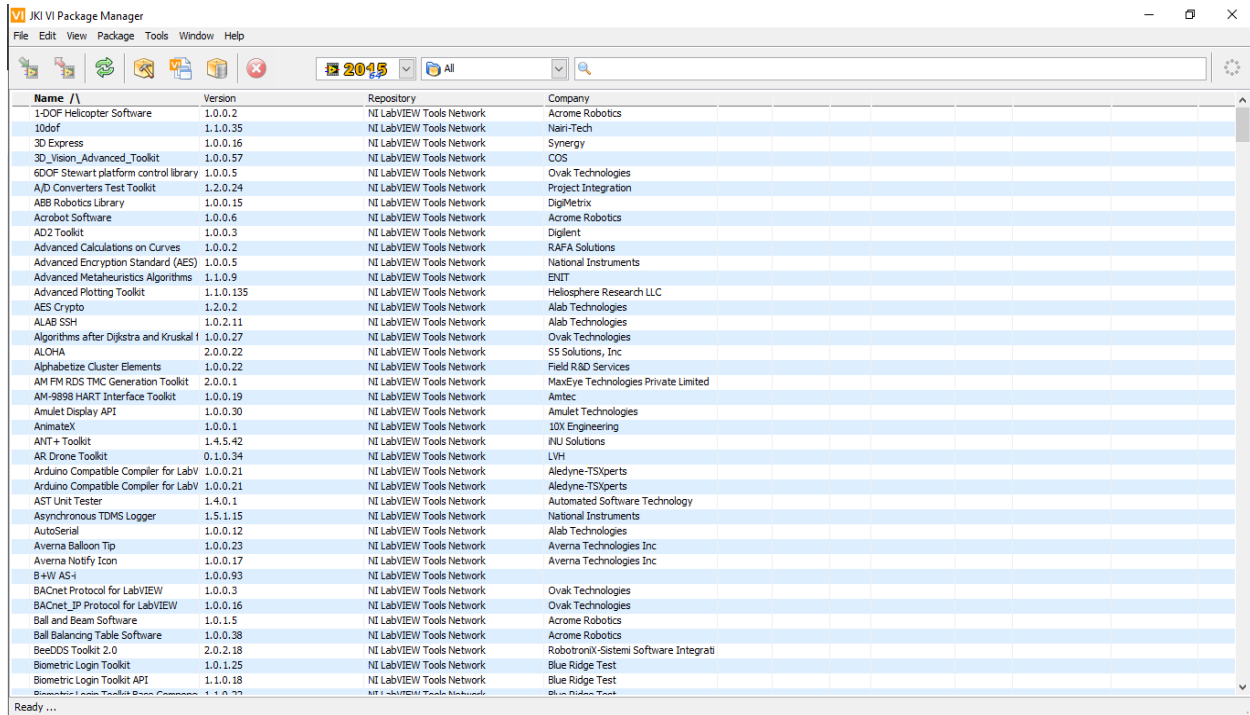 VI JKI VI Package Manager
File Edit View Package Tools Window Help
2015 64 All
Name /\ Version Repository Company
1-DOF Helicopter Software 1.0.0.2 NI LabVIEW Tools Network Acrome Robotics
10dof 1.1.0.35 NI LabVIEW Tools Network Nairi-Tech
3D Express 1.0.0.16 NI LabVIEW Tools Network Synergy
3D_Vision_Advanced_Toolkit 1.0.0.57 NI LabVIEW Tools Network COS
6DOF Stewart platform control library 1.0.0.5 NI LabVIEW Tools Network Ovak Technologies
A/D Converters Test Toolkit 1.2.0.24 NI LabVIEW Tools Network Project Integration
ABB Robotics Library 1.0.0.15 NI LabVIEW Tools Network DigiMetrix
Acrobot Software 1.0.0.6 NI LabVIEW Tools Network Acrome Robotics
AD2 Toolkit 1.0.0.3 NI LabVIEW Tools Network Digilent
Advanced Calculations on Curves 1.0.0.2 NI LabVIEW Tools Network RAFA Solutions
Advanced Encryption Standard (AES) 1.0.0.5 NI LabVIEW Tools Network National Instruments
Advanced Metaheuristics Algorithms 1.1.0.9 NI LabVIEW Tools Network ENIT
Advanced Plotting Toolkit 1.1.0.135 NI LabVIEW Tools Network Heliosphere Research LLC
AES Crypto 1.2.0.2 NI LabVIEW Tools Network Alab Technologies
ALAB SSH 1.0.2.11 NI LabVIEW Tools Network Alab Technologies
Algorithms after Dijkstra and Kruskal f 1.0.0.27 NI LabVIEW Tools Network Ovak Technologies
ALOHA 2.0.0.22 NI LabVIEW Tools Network S5 Solutions, Inc
Alphabetize Cluster Elements 1.0.0.22 NI LabVIEW Tools Network Field R&D Services
AM FM RDS TMC Generation Toolkit 2.0.0.1 NI LabVIEW Tools Network MaxEye Technologies Private Limited
AM-9898 HART Interface Toolkit 1.0.0.19 NI LabVIEW Tools Network Amtec
Amulet Display API 1.0.0.30 NI LabVIEW Tools Network Amulet Technologies
AnimateX 1.0.0.1 NI LabVIEW Tools Network 10X Engineering
ANT+ Toolkit 1.4.5.42 NI LabVIEW Tools Network iNU Solutions
AR Drone Toolkit 0.1.0.34 NI LabVIEW Tools Network LVH
Arduino Compatible Compiler for LabV 1.0.0.21 NI LabVIEW Tools Network Aledyne-TSXperts
Arduino Compatible Compiler for LabV 1.0.0.21 NI LabVIEW Tools Network Aledyne-TSXperts
AST Unit Tester 1.4.0.1 NI LabVIEW Tools Network Automated Software Technology
Asynchronous TDMS Logger 1.5.1.15 NI LabVIEW Tools Network National Instruments
AutoSerial 1.0.0.12 NI LabVIEW Tools Network Alab Technologies
Averna Balloon Tip 1.0.0.23 NI LabVIEW Tools Network Averna Technologies Inc
Averna Notify Icon 1.0.0.17 NI LabVIEW Tools Network Averna Technologies Inc
B+W AS-i 1.0.0.93 NI LabVIEW Tools Network
BACnet Protocol for LabVIEW 1.0.0.3 NI LabVIEW Tools Network Ovak Technologies
BACnet_IP Protocol for LabVIEW 1.0.0.16 NI LabVIEW Tools Network Ovak Technologies
Ball and Beam Software 1.0.1.5 NI LabVIEW Tools Network Acrome Robotics
Ball Balancing Table Software 1.0.0.38 NI LabVIEW Tools Network Acrome Robotics
BeeDDS Toolkit 2.0 2.0.2.18 NI LabVIEW Tools Network RobotroniX-Sistemi Software Integrati
Biometric Login Toolkit 1.0.1.25 NI LabVIEW Tools Network Blue Ridge Test
Biometric Login Toolkit API 1.1.0.18 NI LabVIEW Tools Network Blue Ridge Test
Biometric Login Toolkit Base Compone 1.1.0.22 NI LabVIEW Tools Network Blue Ridge Test
Ready ...